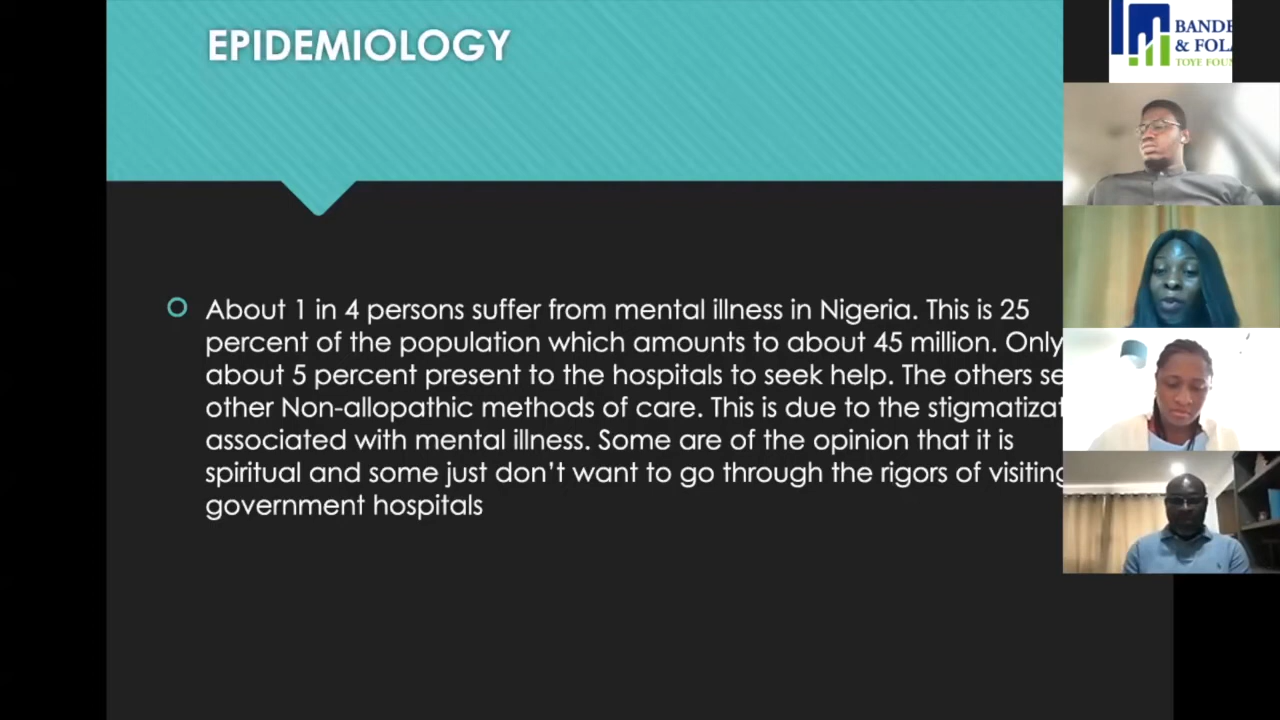 EPIDEMIOLOGY
About 1 in 4 persons suffer from mental illness in Nigeria. This is 25
percent of the population which amounts to about 45 million. Only
about 5 percent present to the hospitals to seek help. The others
other Non-allopathic methods of care. This is due to the
associated with mental illness. Some are of the opinion that it is
spiritual and some just don't want to go through the rigors of visiting
government hospitals
& 
TOYE